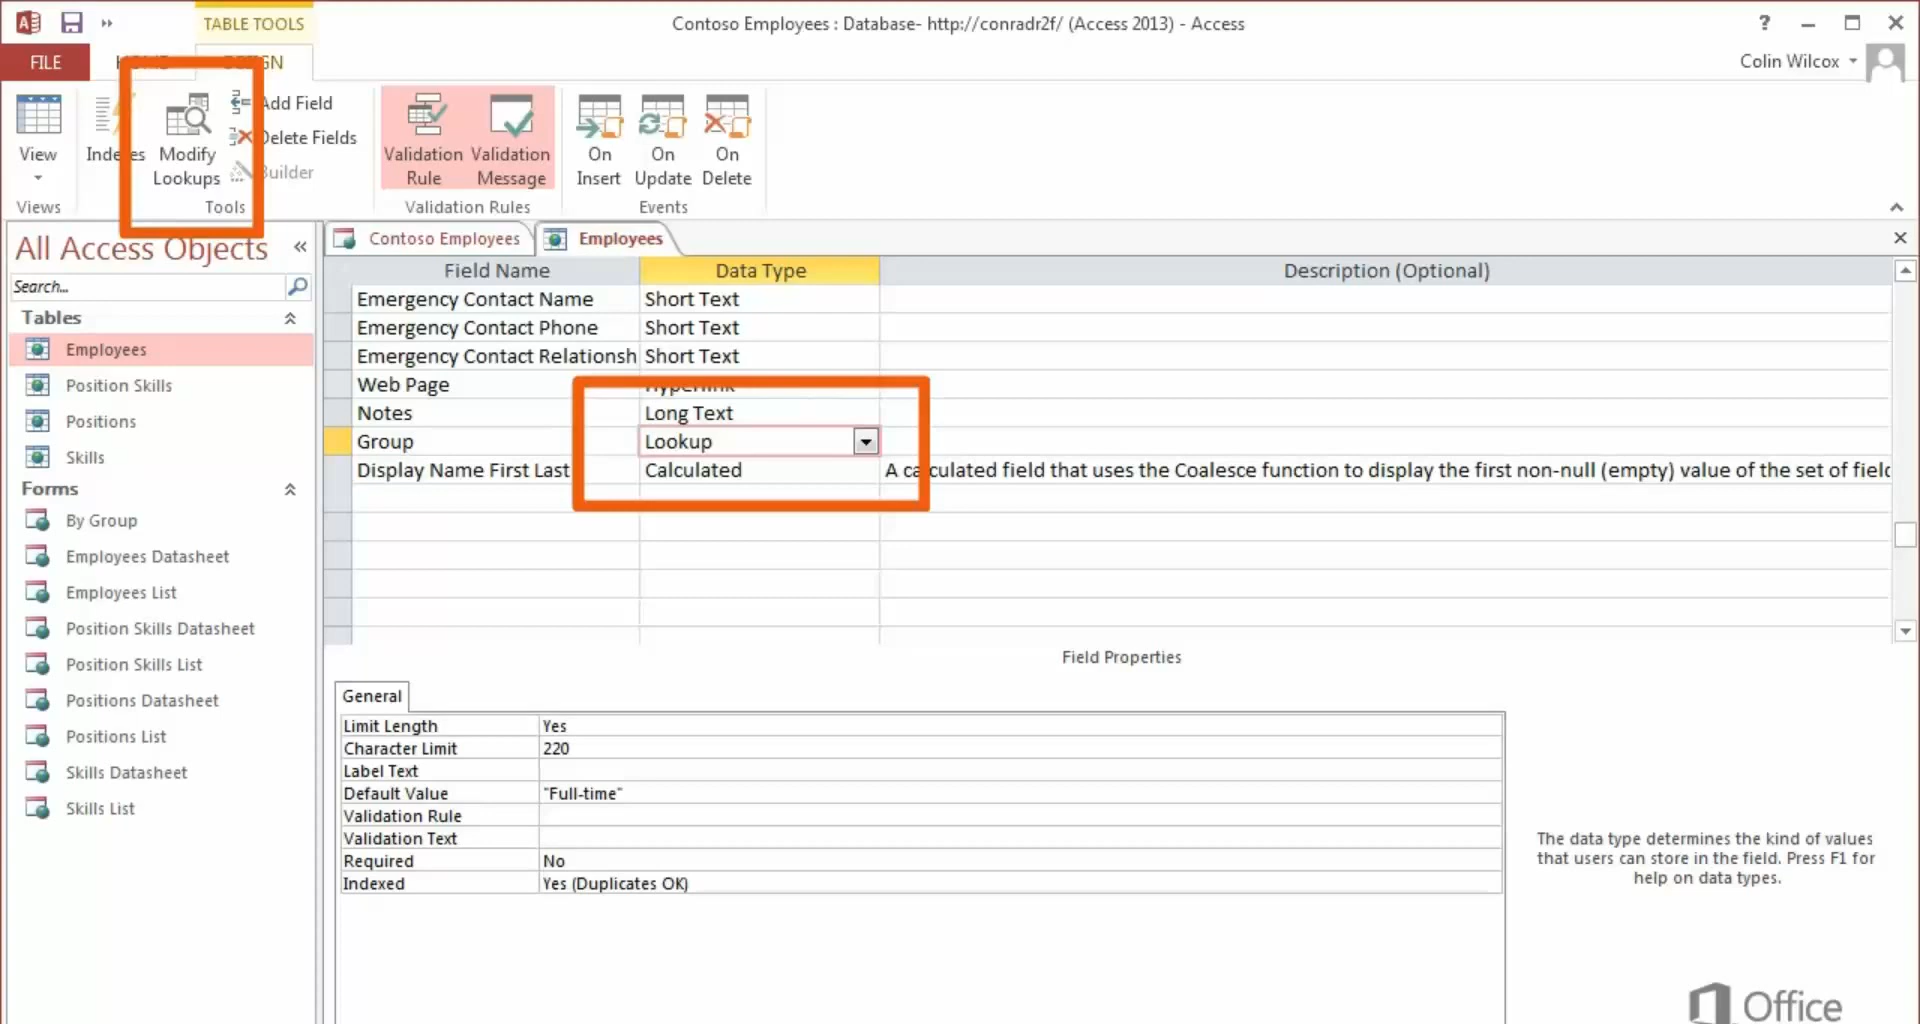 TABLE TOOLS
Contoso Employees : Database- http://conradr2f/ (Access 2013) - Access
?
FILE
Colin Wilcox
View
Indexes
Modify Lookups
Add Field
Delete Fields
Builder
Validation Rule
Validation Message
On Insert
On Update
On Delete
Views
Tools
Validation Rules
Events
All Access Objects
Search...
Tables
Employees
Position Skills
Positions
Skills
Forms
By Group
Employees Datasheet
Employees List
Position Skills Datasheet
Position Skills List
Positions Datasheet
Positions List
Skills Datasheet
Skills List
Contoso Employees
Employees
Field Name Data Type Description (Optional)
Emergency Contact Name Short Text
Emergency Contact Phone Short Text
Emergency Contact Relationsh Short Text
Web Page Hyperlink
Notes Long Text
Group Lookup
Display Name First Last Calculated A calculated field that uses the Coalesce function to display the first non-null (empty) value of the set of field
Field Properties
General
Limit Length Yes
Character Limit 220
Label Text
Default Value "Full-time"
Validation Rule
Validation Text
Required No
Indexed Yes (Duplicates OK)
The data type determines the kind of values
that users can store in the field. Press F1 for
help on data types.
Office